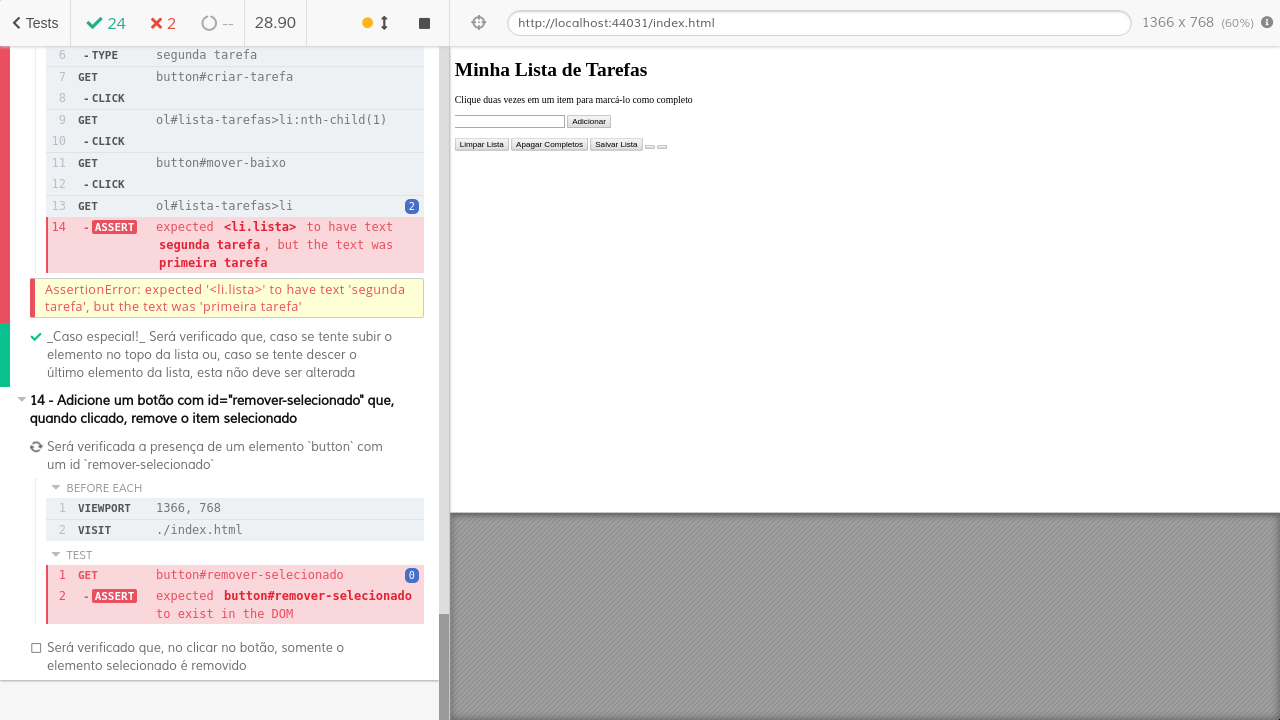 Tests 24 2 -- 28.90
http://localhost:44031/index.html
1366 x 768 (60%)
6 - TYPE segunda tarefa
7 GET button#criar-tarefa
8 - CLICK
9 GET ol#lista-tarefas>li:nth-child(1)
10 - CLICK
11 GET button#mover-baixo
12 - CLICK
13 GET ol#lista-tarefas>li 2
14 - ASSERT expected <li.lista> to have text
segunda tarefa, but the text was
primeira tarefa
AssertionError: expected '<li.lista>' to have text 'segunda
tarefa', but the text was 'primeira tarefa'
_Caso especial!_ Será verificado que, caso se tente subir o
elemento no topo da lista ou, caso se tente descer o
último elemento da lista, esta não deve ser alterada
14 - Adicione um botão com id="remover-selecionado" que,
quando clicado, remove o item selecionado
Será verificada a presença de um elemento `button` com
um id `remover-selecionado`
BEFORE EACH
1 VIEWPORT 1366, 768
2 VISIT ./index.html
TEST
1 GET button#remover-selecionado 0
2 - ASSERT expected button#remover-selecionado
to exist in the DOM
Será verificado que, no clicar no botão, somente o
elemento selecionado é removido
Minha Lista de Tarefas
Clique duas vezes em um item para marcá-lo como completo
Adicionar
Limpar Lista Apagar Completos Salvar Lista